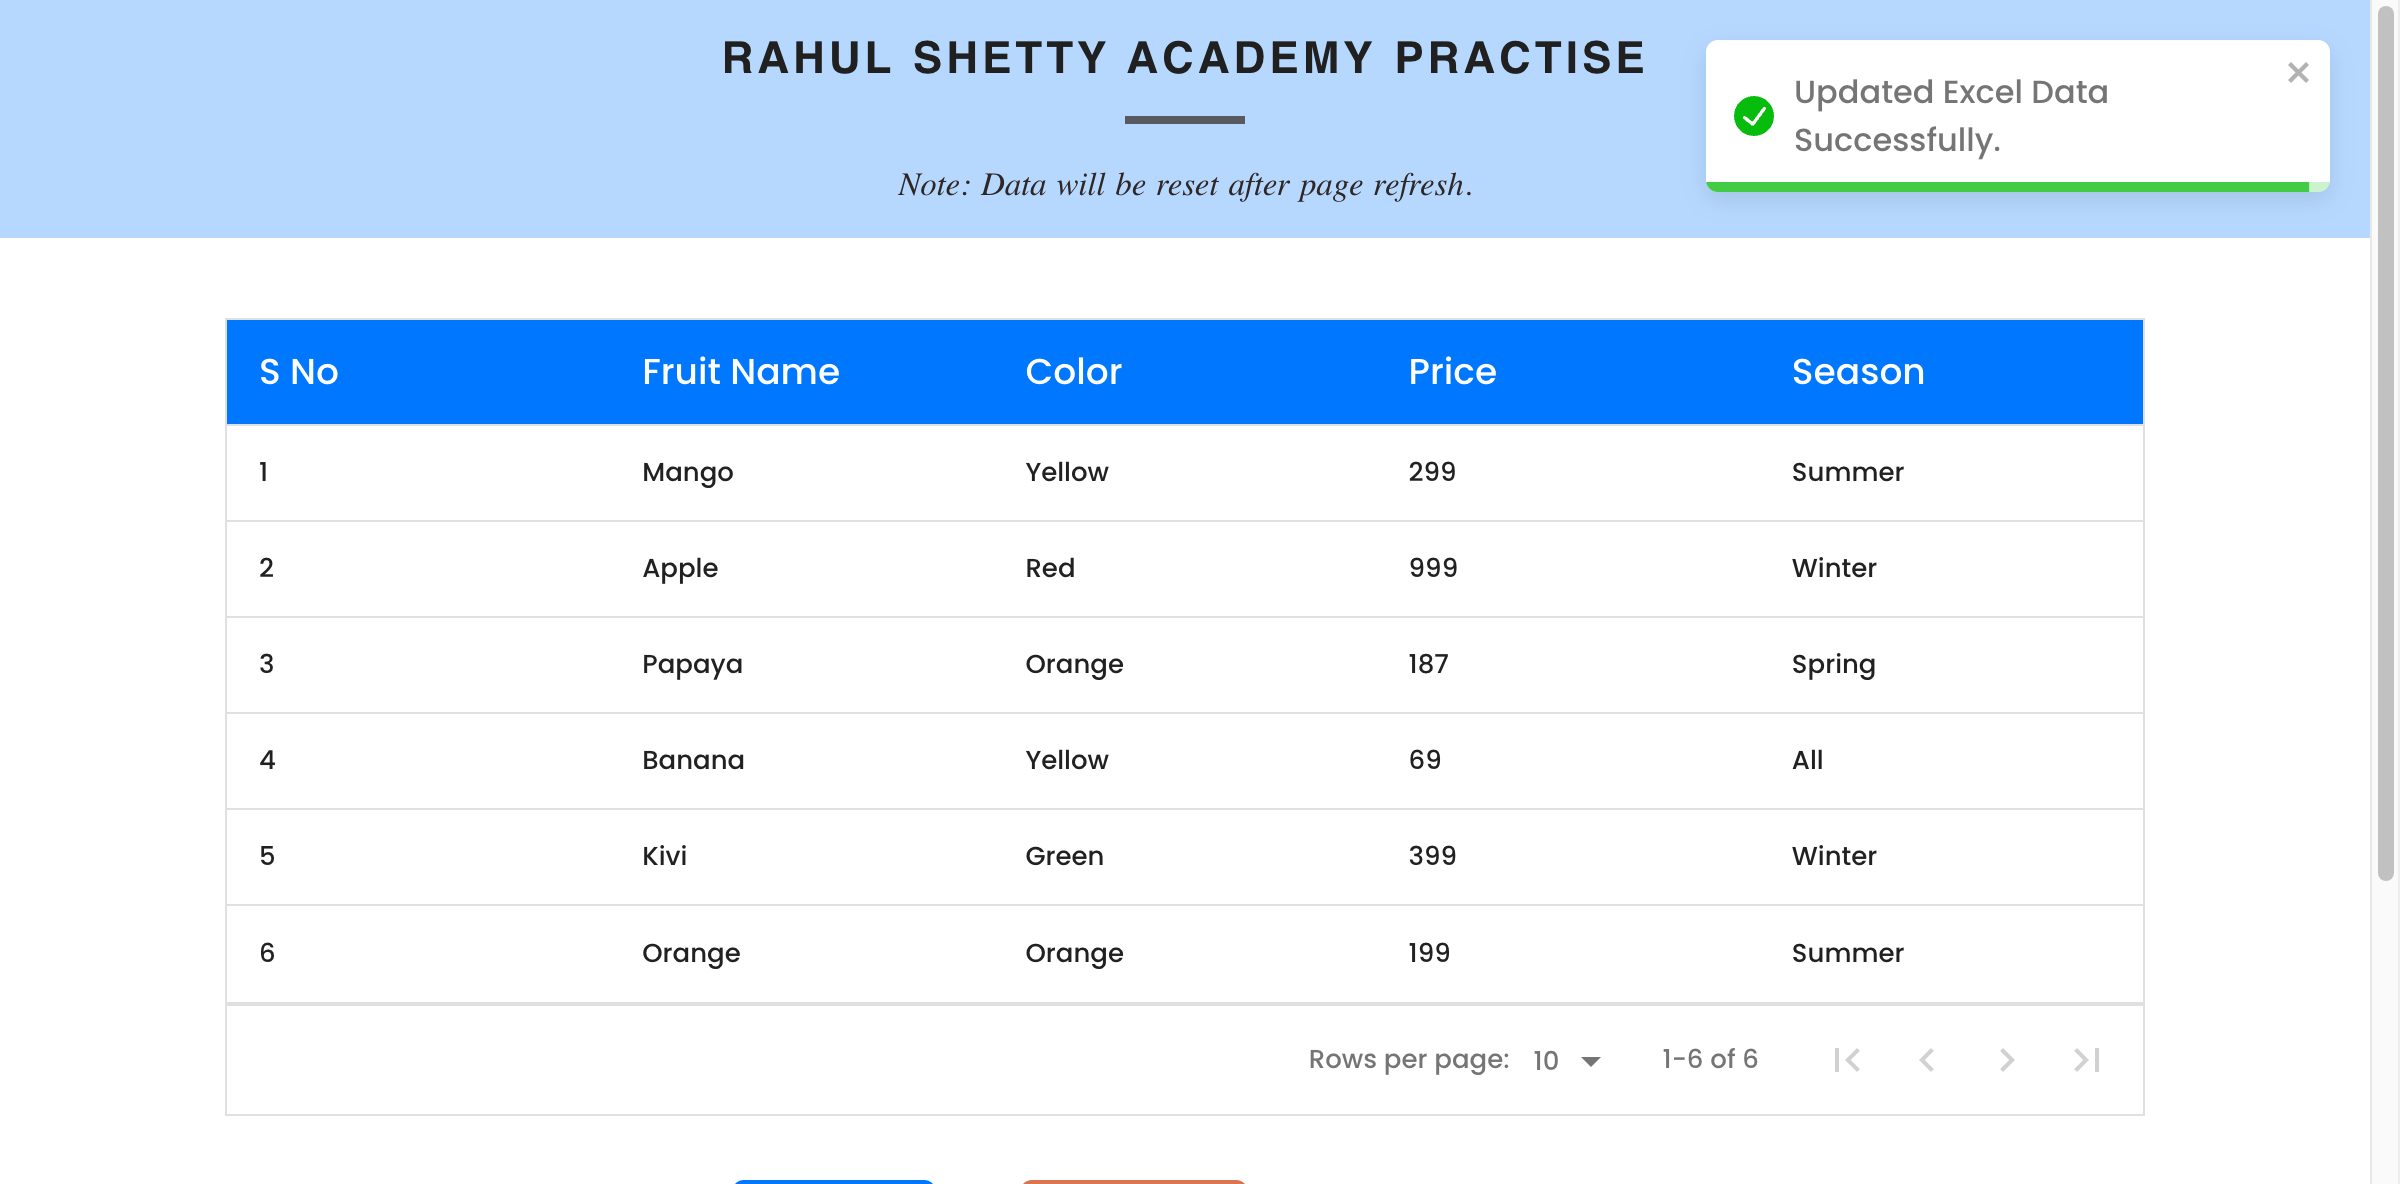 RAHUL SHETTY ACADEMY PRACTISE
Note: Data will be reset after page refresh.
Updated Excel Data
Successfully.
S No Fruit Name Color Price Season
1 Mango Yellow 299 Summer
2 Apple Red 999 Winter
3 Papaya Orange 187 Spring
4 Banana Yellow 69 All
5 Kivi Green 399 Winter
6 Orange Orange 199 Summer
Rows per page: 10 1-6 of 6